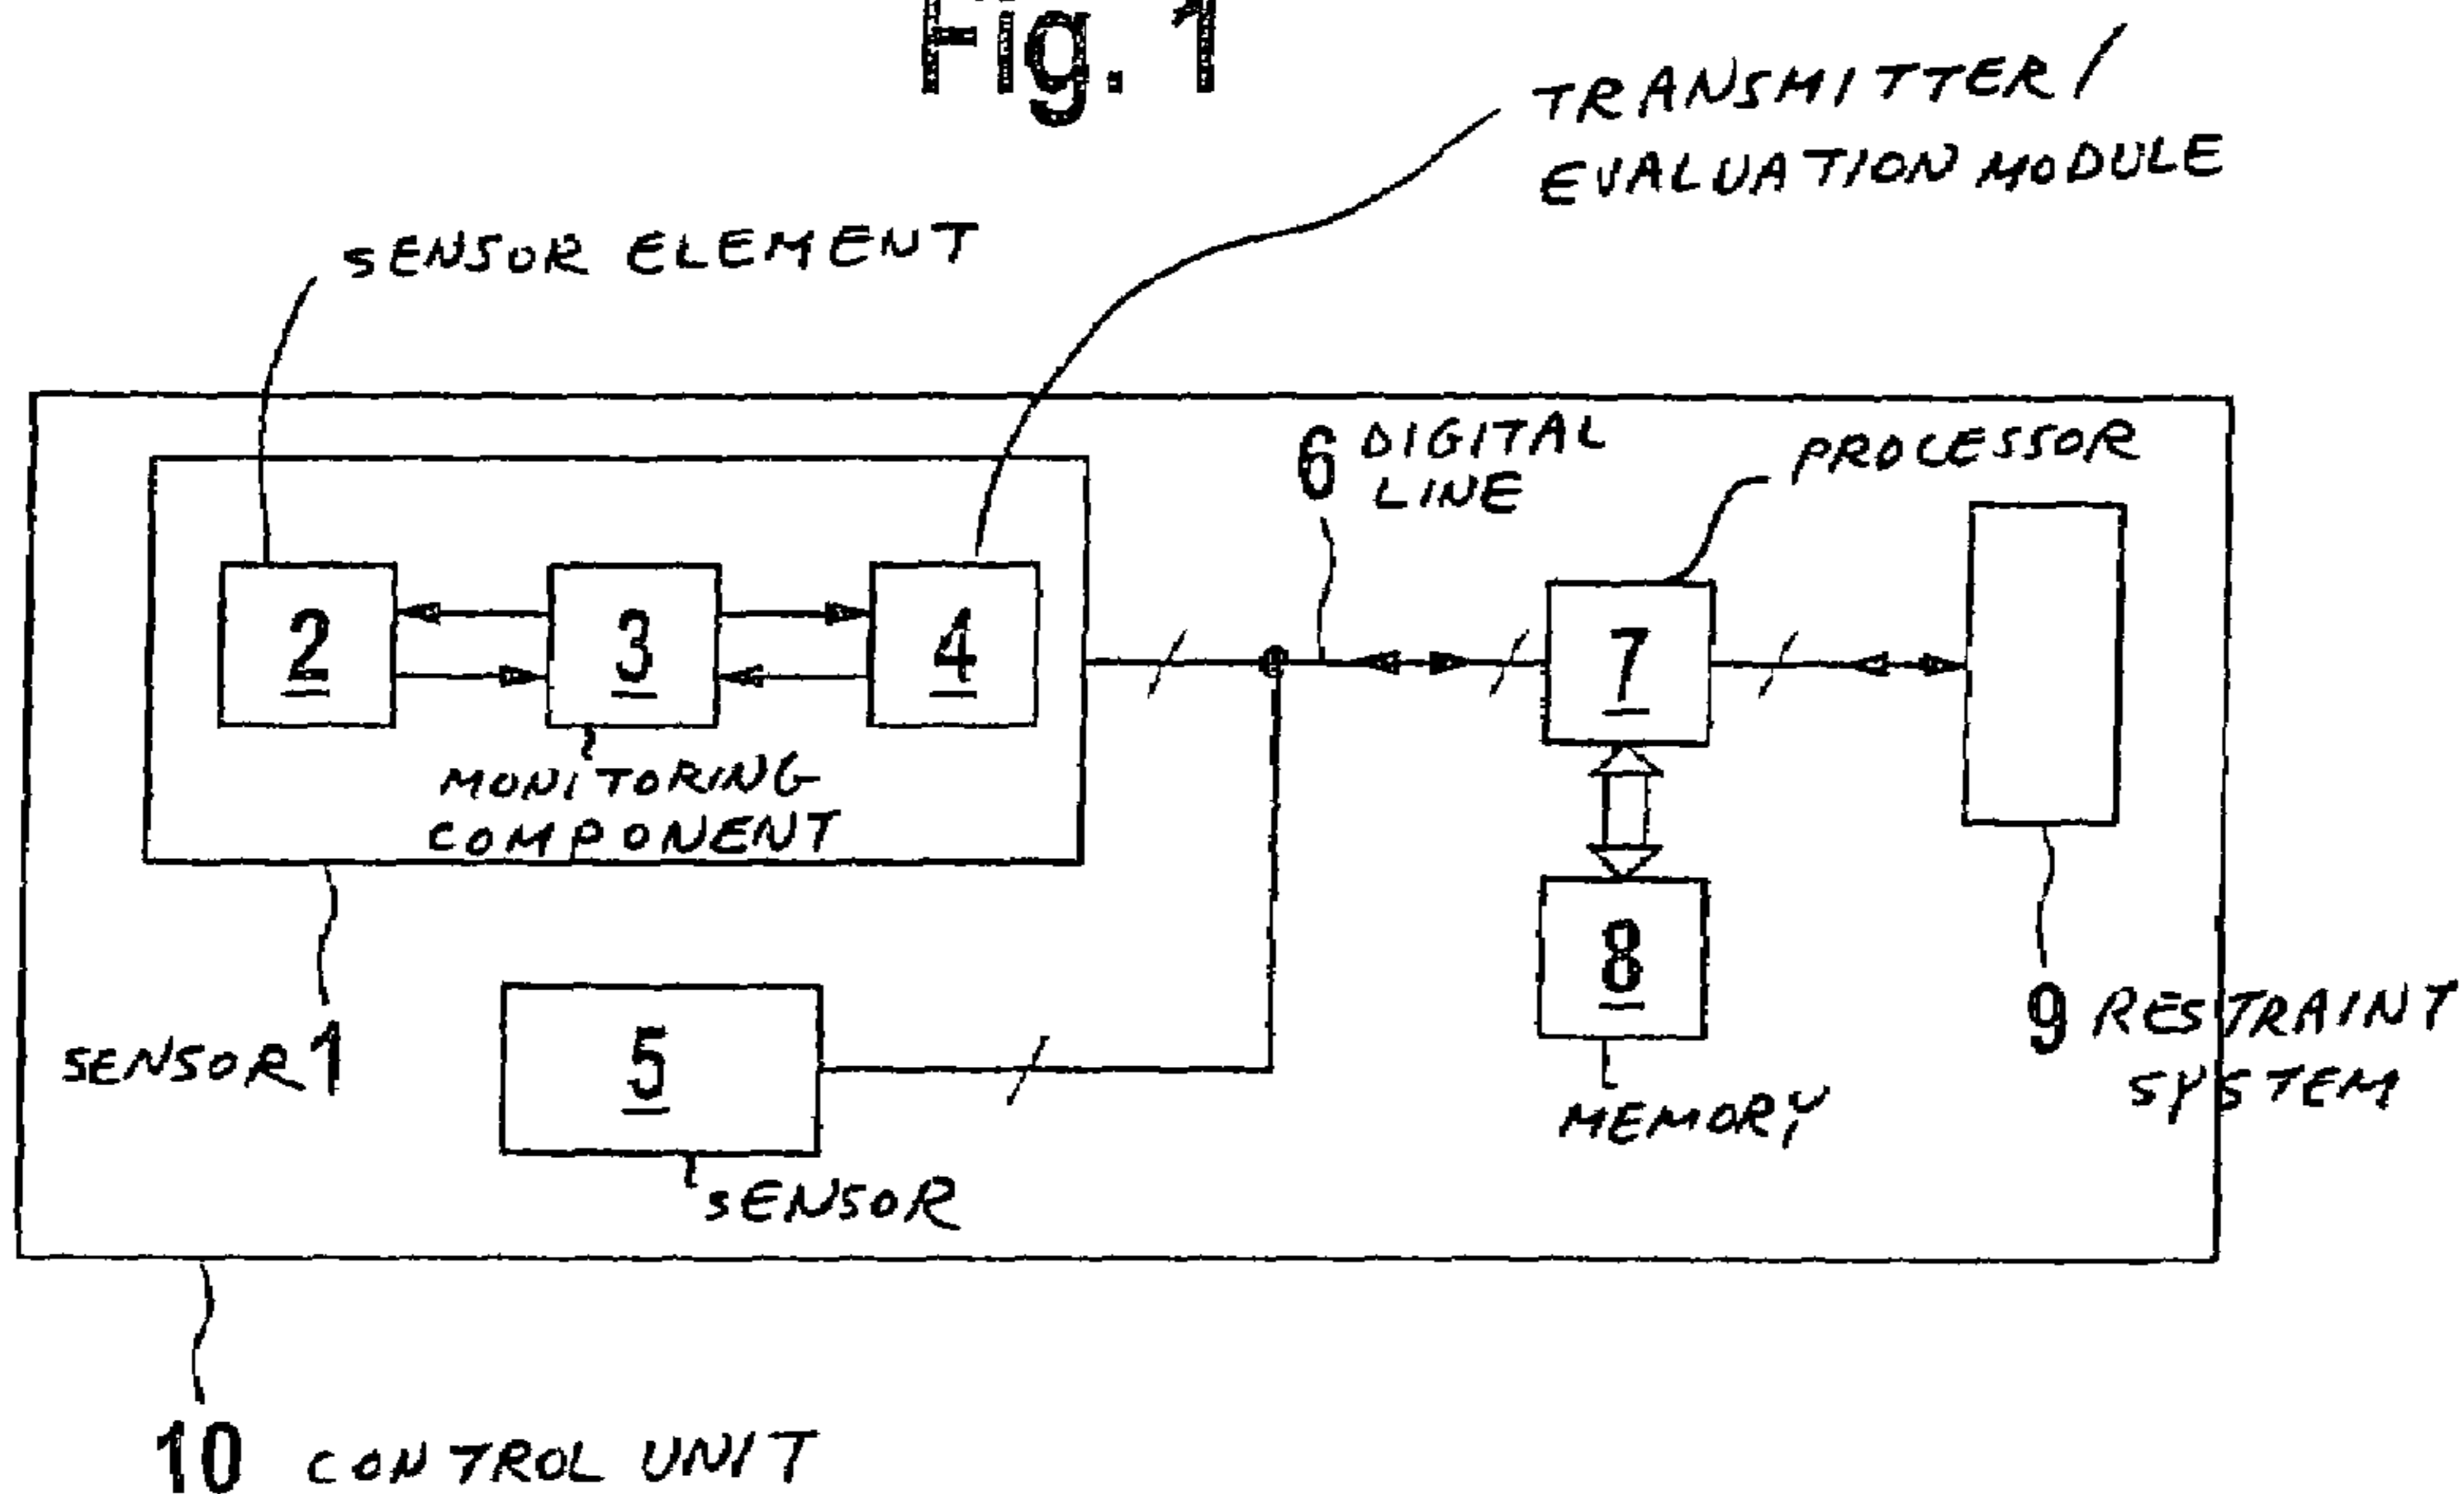 Fig. 1
TRANSMITTER /
EVALUATION MODULE
SENSOR ELEMENT
6 DIGITAL
LINE
PROCESSOR
2
3
4
7
MONITORING
COMPONENT
8
SENSOR 1
5
9 RESTRAINT
SYSTEM
MEMORY
SENSOR
10 CONTROL UNIT